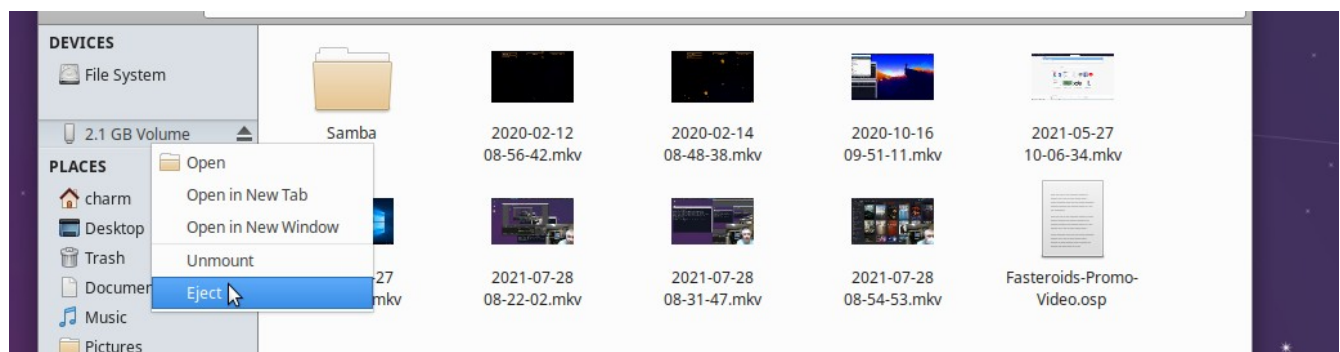 DEVICES
File System
2.1 GB Volume
PLACES
charm
Desktop
Trash
Documen
Music
Pictures
Open
Open in New Tab
Open in New Window
Unmount
Eject
Samba
2020-02-12
08-56-42.mkv
2020-02-14
08-48-38.mkv
2020-10-16
09-51-11.mkv
2021-05-27
10-06-34.mkv
-27
mkv
2021-07-28
08-22-02.mkv
2021-07-28
08-31-47.mkv
2021-07-28
08-54-53.mkv
Fasteroids-Promo-
Video.osp